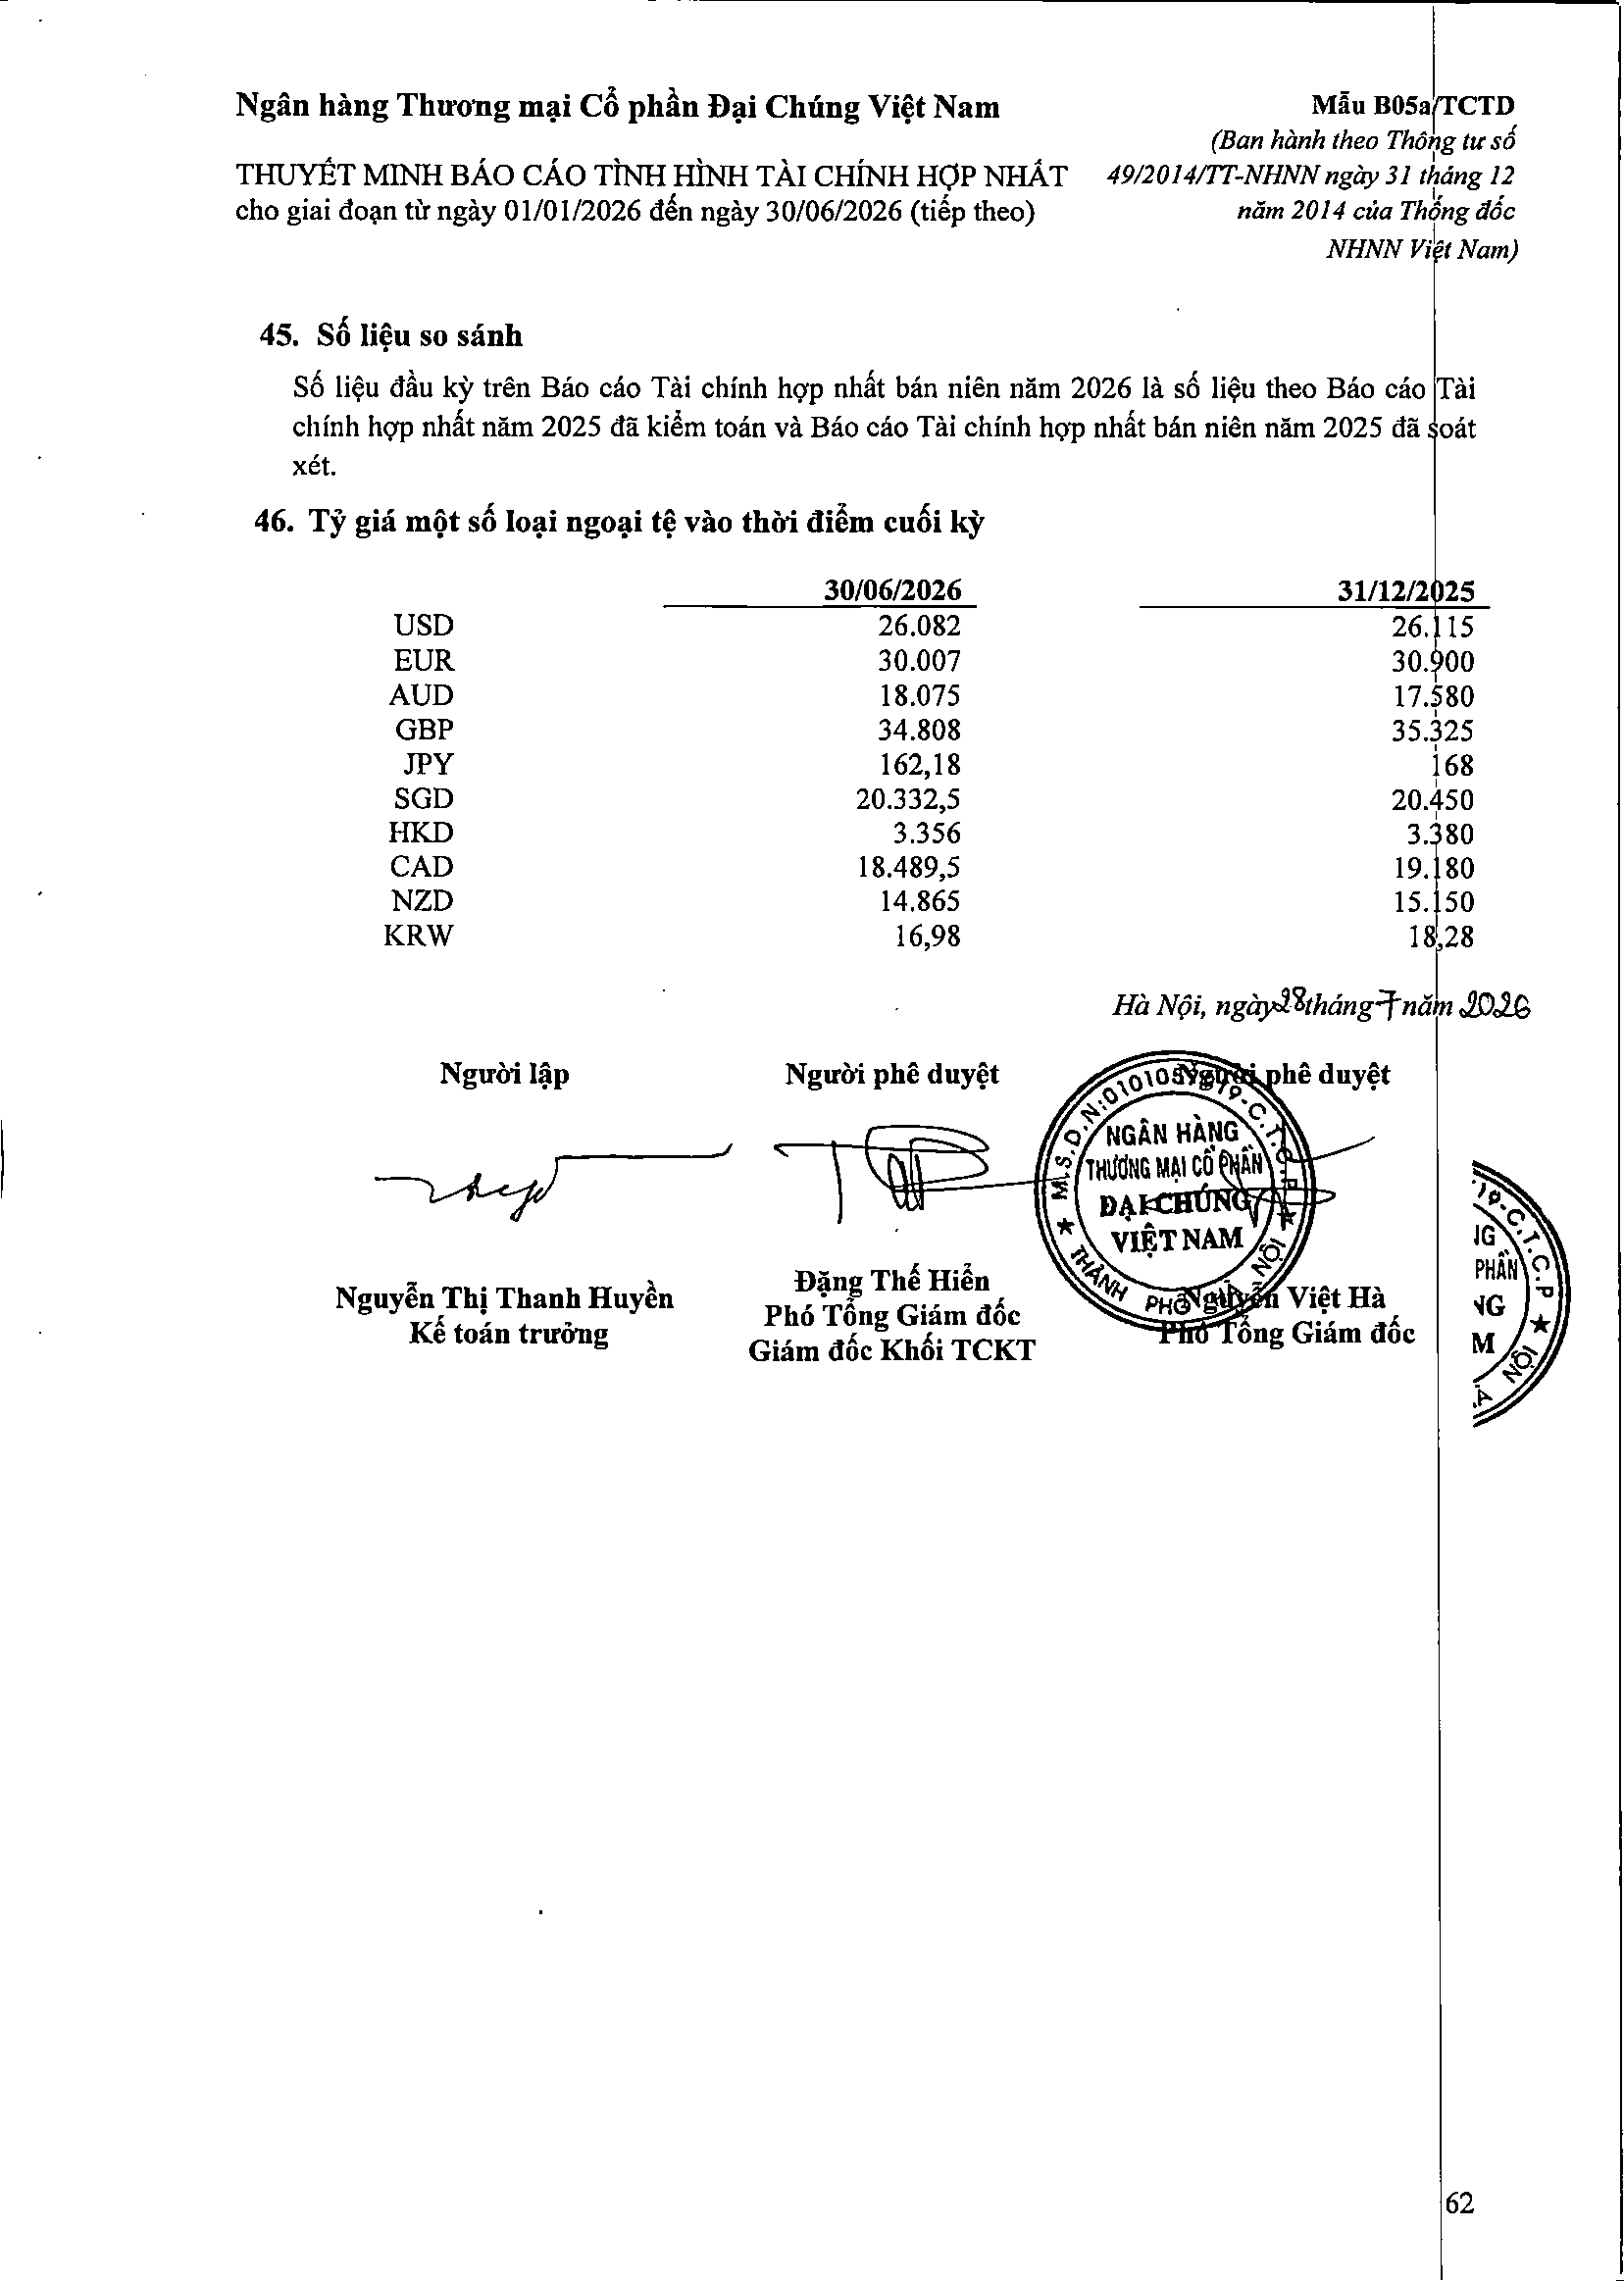 Ngân hàng Thương mại Cổ phần Đại Chúng Việt Nam
Mẫu B05a/TCTD
(Ban hành theo Thông tư số
THUYẾT MINH BÁO CÁO TÌNH HÌNH TÀI CHÍNH HỢP NHẤT
49/2014/TT-NHNN ngày 31 tháng 12
cho giai đoạn từ ngày 01/01/2026 đến ngày 30/06/2026 (tiếp theo)
năm 2014 của Thống đốc
NHNN Việt Nam)
45. Số liệu so sánh
Số liệu đầu kỳ trên Báo cáo Tài chính hợp nhất bán niên năm 2026 là số liệu theo Báo cáo Tài
chính hợp nhất năm 2025 đã kiểm toán và Báo cáo Tài chính hợp nhất bán niên năm 2025 đã soát
xét.
46. Tỷ giá một số loại ngoại tệ vào thời điểm cuối kỳ
30/06/2026 31/12/2025
USD 26.082 26.115
EUR 30.007 30.900
AUD 18.075 17.580
GBP 34.808 35.325
JPY 162,18 168
SGD 20.332,5 20.450
HKD 3.356 3.380
CAD 18.489,5 19.180
NZD 14.865 15.150
KRW 16,98 18,28
Hà Nội, ngày 28 tháng 7 năm 2026
Người lập Người phê duyệt Người phê duyệt
NGÂN HÀNG
THƯƠNG MẠI CỔ PHẦN
ĐẠI CHÚNG
VIỆT NAM
THÀNH PHỐ HÀ NỘI
Nguyễn Thị Thanh Huyền
Kế toán trưởng
Đặng Thế Hiển
Phó Tổng Giám đốc
Giám đốc Khối TCKT
Nguyễn Việt Hà
Phó Tổng Giám đốc
19-C.T.C.P
NG
PHẦN
NG
M
NỘI
62